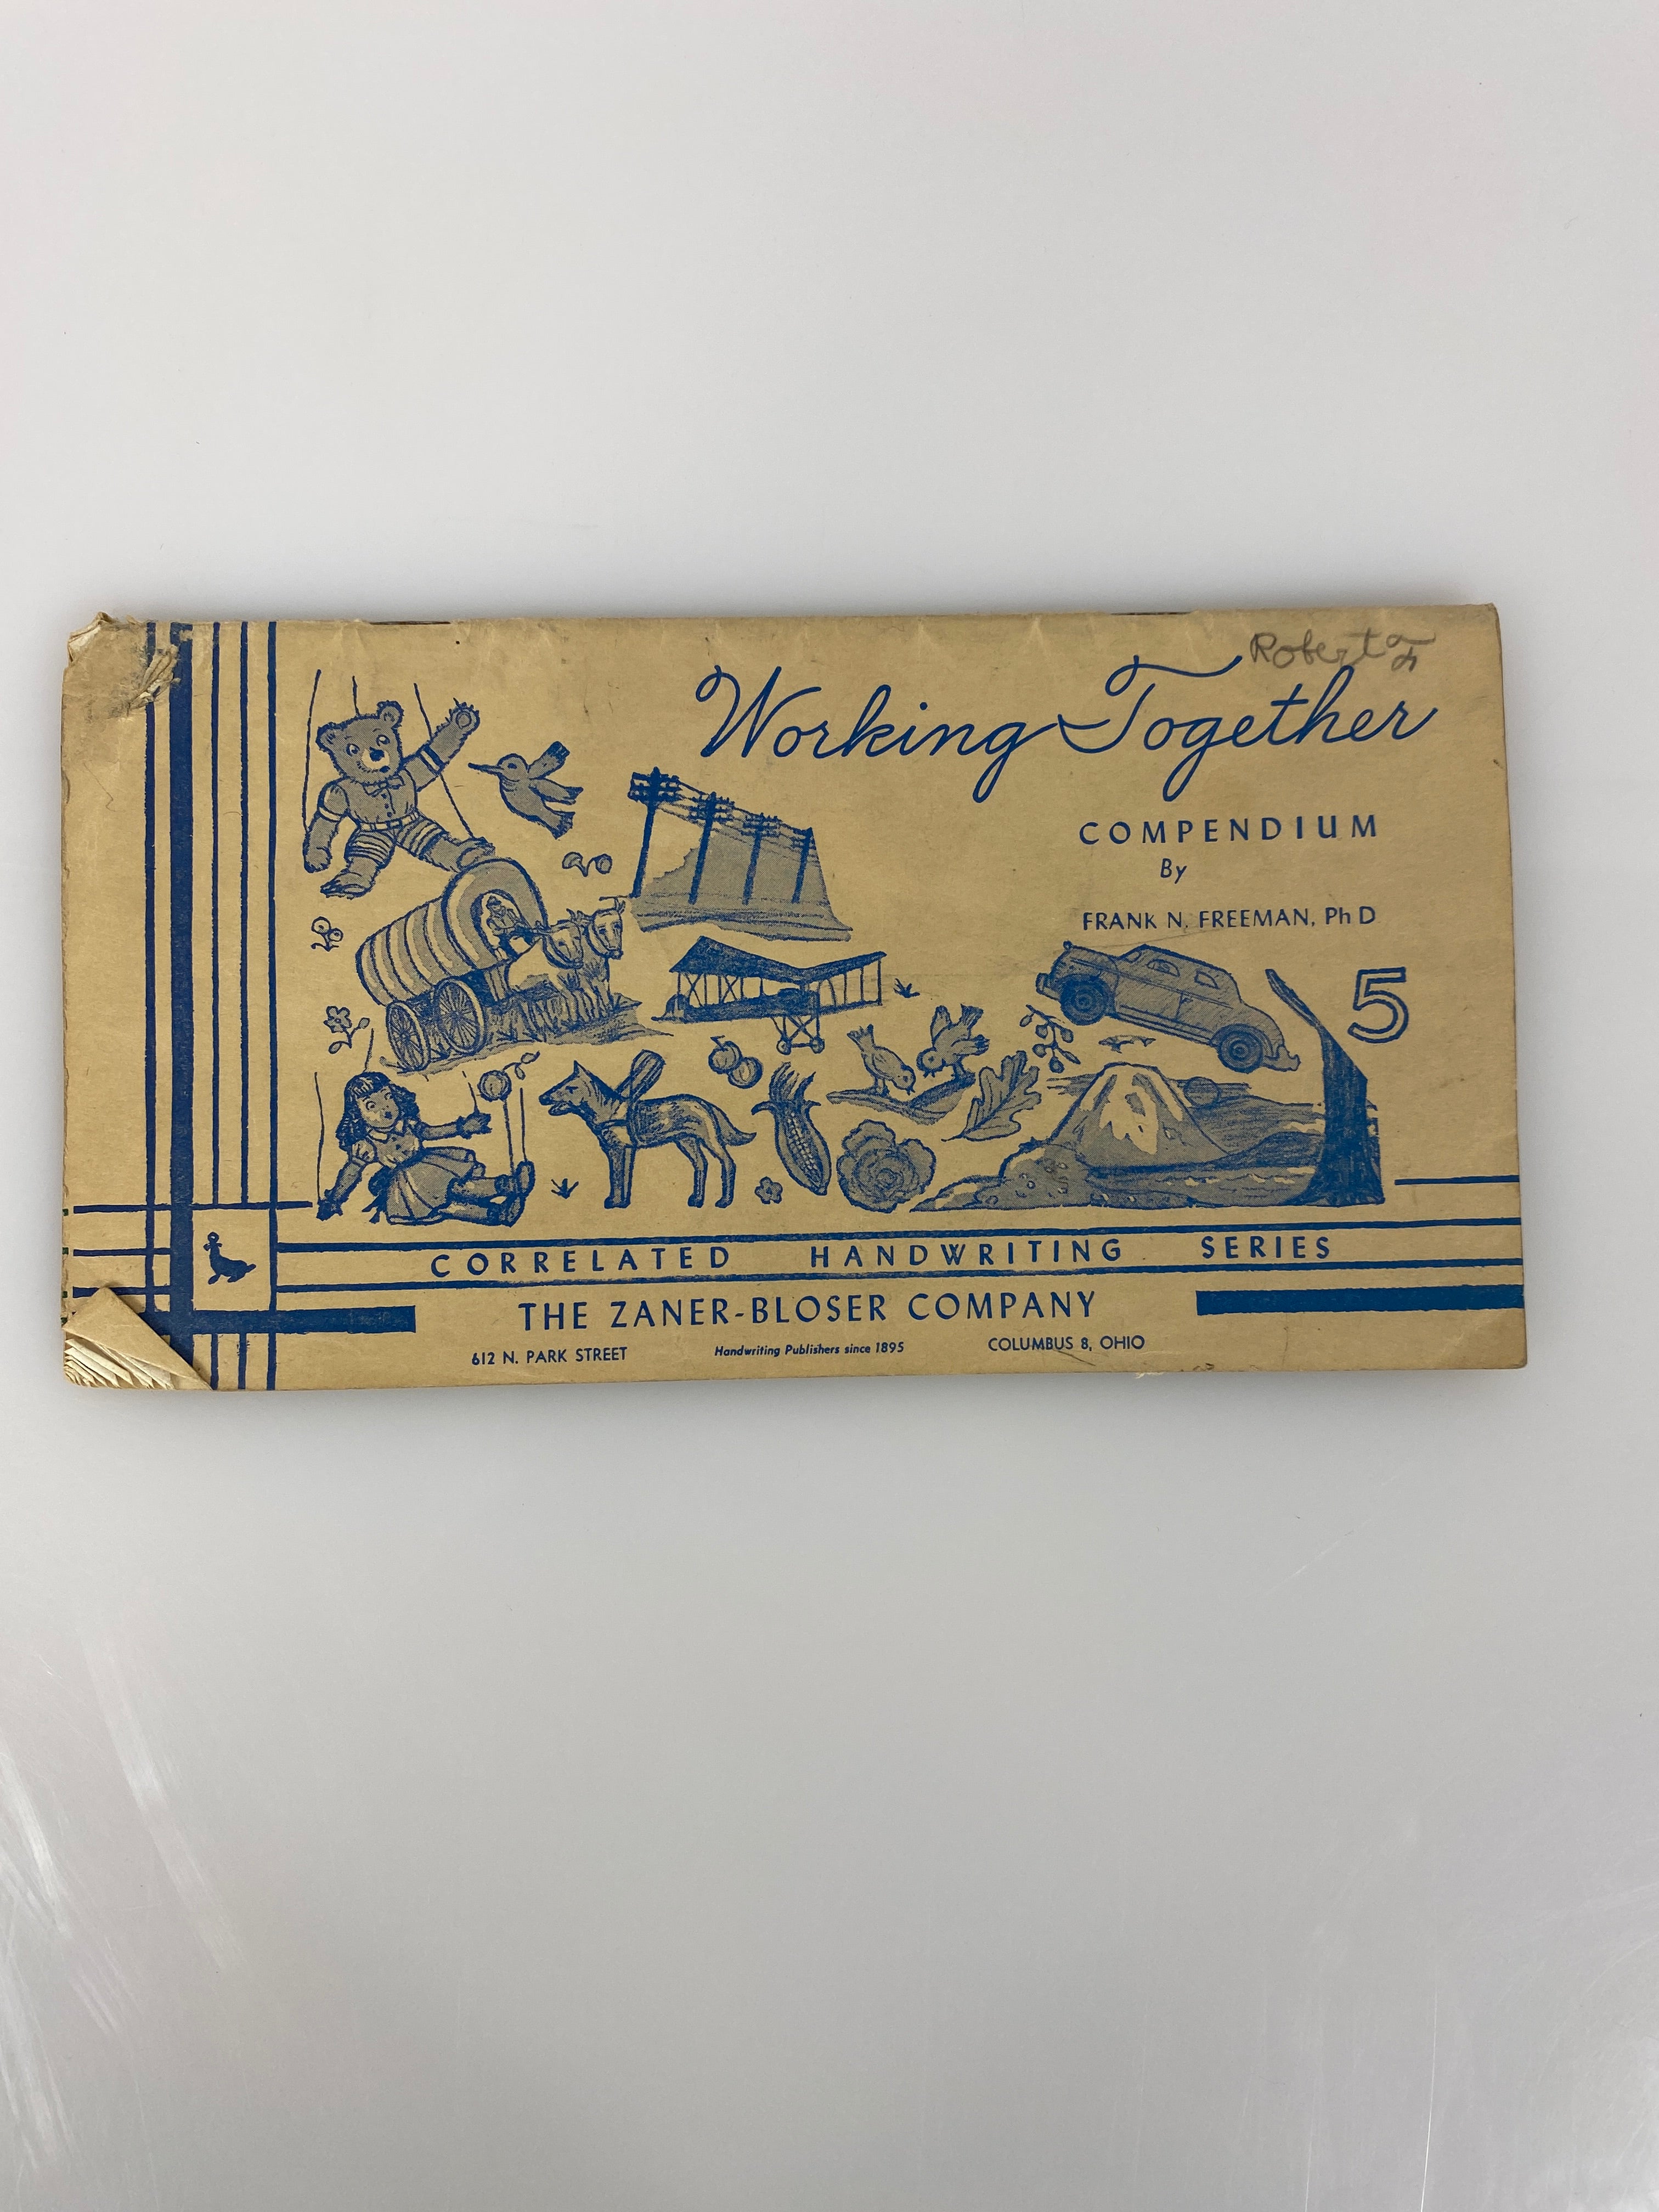 Roberta F
Working Together
COMPENDIUM
By
FRANK N. FREEMAN, Ph D
5
CORRELATED HANDWRITING SERIES
THE ZANER-BLOSER COMPANY
612 N. PARK STREET Handwriting Publishers since 1895 COLUMBUS 8, OHIO